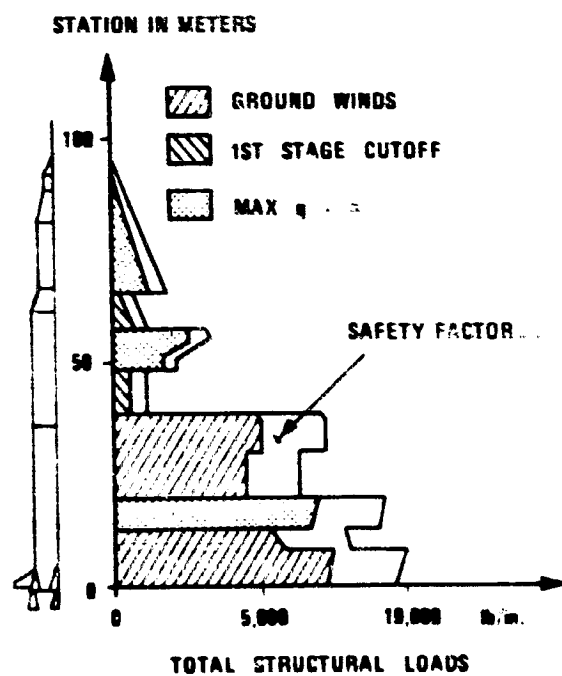 STATION IN METERS
GROUND WINDS
100
1ST STAGE CUTOFF
MAX q
SAFETY FACTOR
50
0
0 5,000 10,000 lb/in.
TOTAL STRUCTURAL LOADS